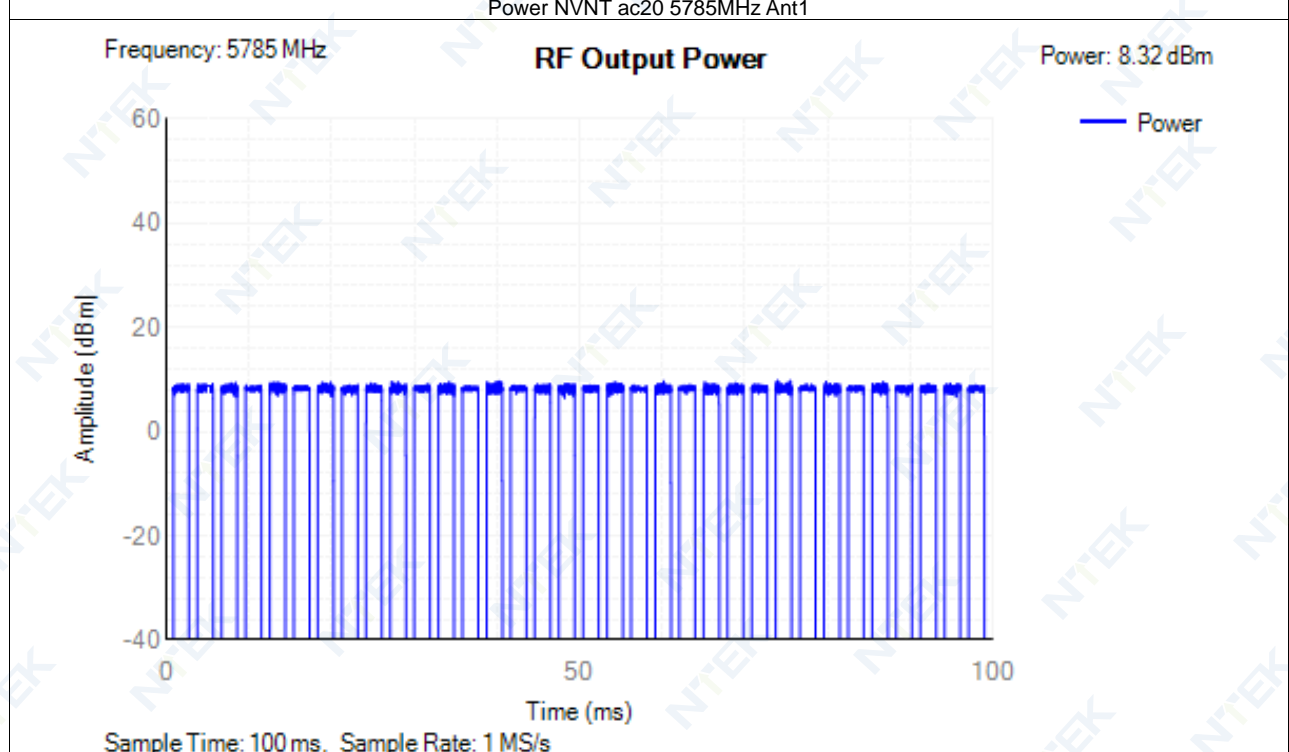 Power NVNT ac20 5785MHz Ant1
Frequency: 5785 MHz
RF Output Power
Power: 8.32 dBm
Power
60
40
20
0
-20
-40
Amplitude [dBm]
0
50
100
Time (ms)
Sample Time: 100 ms, Sample Rate: 1 MS/s
NTEK